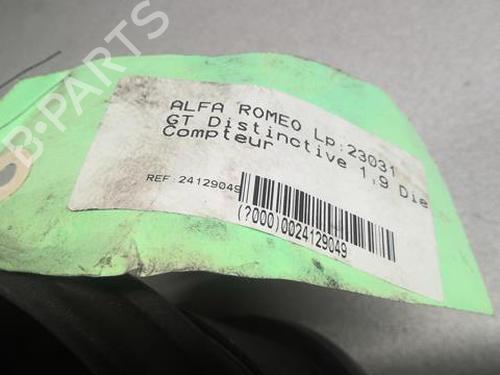 B-PARTS
ALFA ROMEO Lp:23031
GT Distinctive 1,9 Die
Compteur
REF:24129049
(?000)0024129049